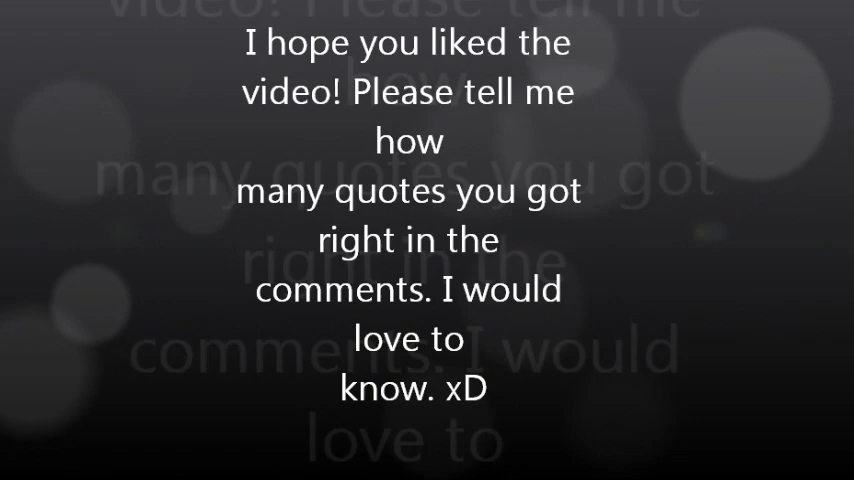 I hope you liked the
video! Please tell me
how
many quotes you got
right in the
comments. I would
love to
know. xD